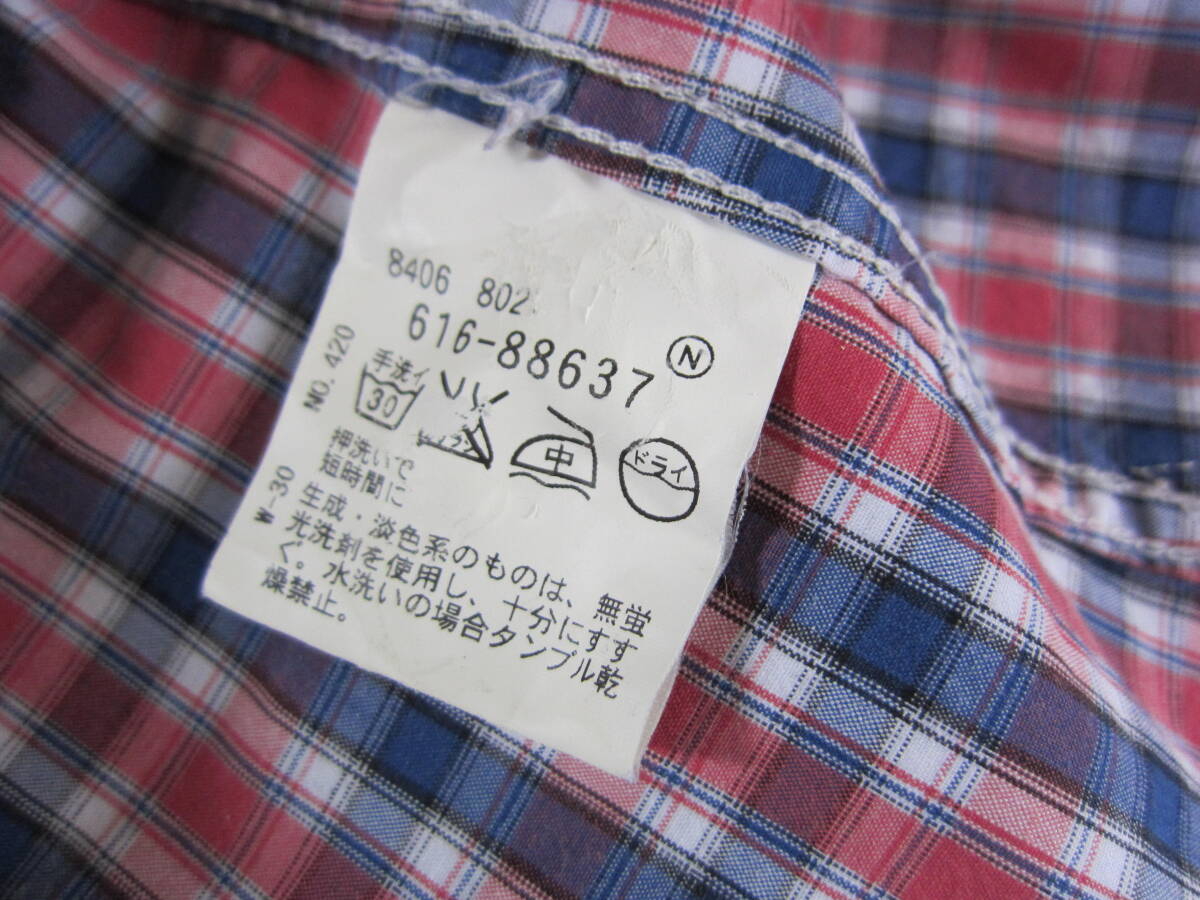 8406 802
616-88637 Ⓝ
NO. 420
手洗イ
30
中
ドライ
押洗いで
短時間に
W-30
生成・淡色系のものは、無蛍
光洗剤を使用し、十分にすす
ぐ。水洗いの場合タンブル乾
燥禁止。